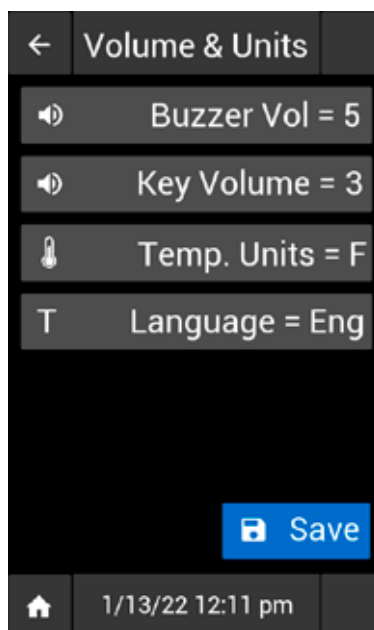 Volume & Units
Buzzer Vol = 5
Key Volume = 3
Temp. Units = F
T Language = Eng
Save
1/13/22 12:11 pm